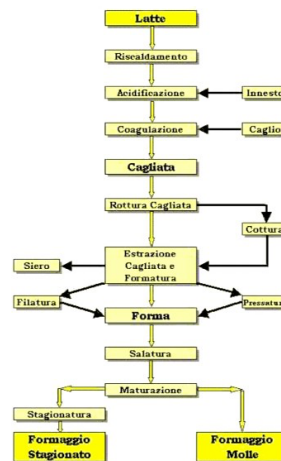 Latte
Riscaldamento
Acidificazione
Innesto
Coagulazione
Caglio
Cagliata
Rottura Cagliata
Cottura
Estrazione
Cagliata e
Formatura
Siero
Filatura
Pressatura
Forma
Salatura
Maturazione
Stagionatura
Formaggio
Stagionato
Formaggio
Molle